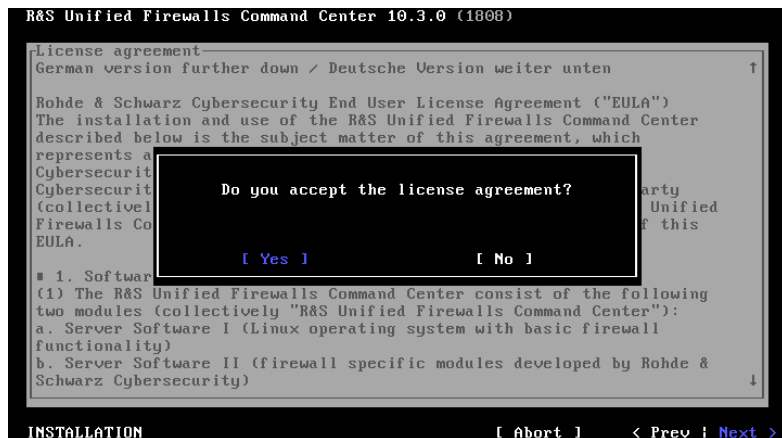 R&S Unified Firewalls Command Center 10.3.0 (1808)
License agreement
German version further down / Deutsche Version weiter unten ↑
Rohde & Schwarz Cybersecurity End User License Agreement ("EULA")
The installation and use of the R&S Unified Firewalls Command Center
described below is the subject matter of this agreement, which
represents a
Cybersecurit
Cybersecurit arty
(collectivel Unified
Firewalls Co f this
EULA.
Do you accept the license agreement?
[ Yes ] [ No ]
■ 1. Softwar
(1) The R&S Unified Firewalls Command Center consist of the following
two modules (collectively "R&S Unified Firewalls Command Center"):
a. Server Software I (Linux operating system with basic firewall
functionality)
b. Server Software II (firewall specific modules developed by Rohde &
Schwarz Cybersecurity) ↓
INSTALLATION [ Abort ] < Prev | Next >